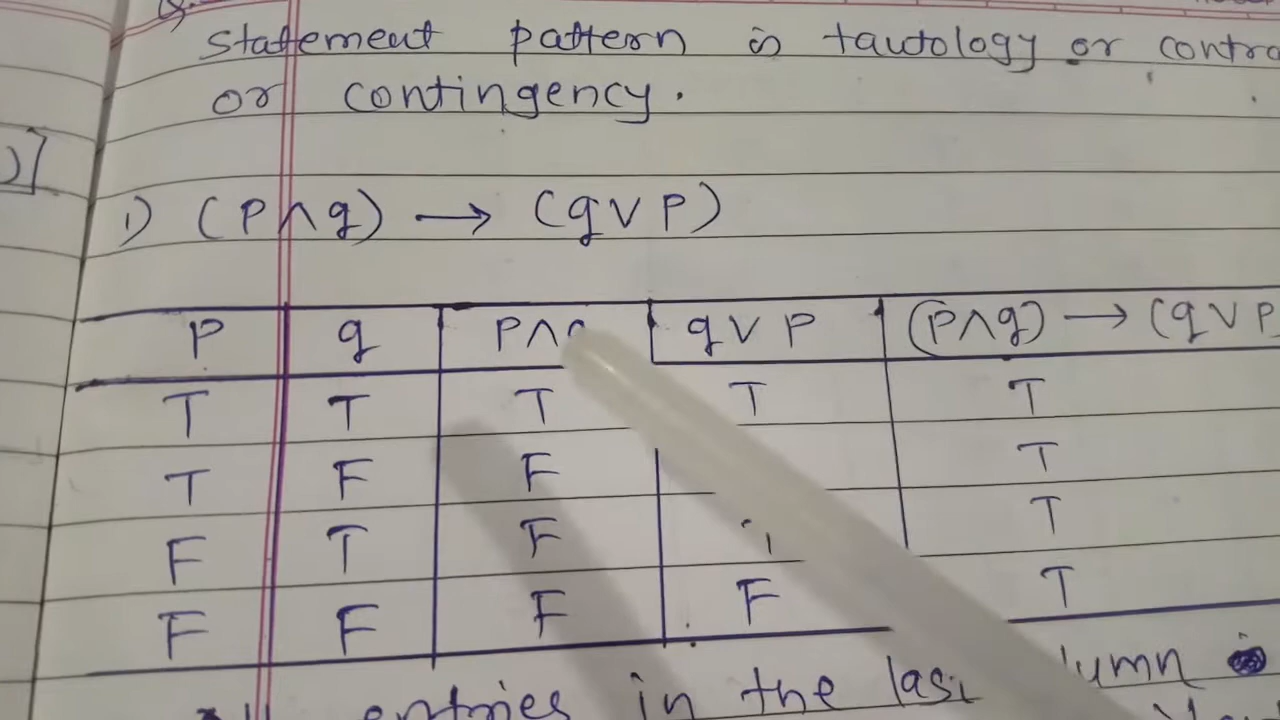 statement pattern is tautology or contra
or contingency.
1) (p∧q) → (q∨p)
p q p∧ q∨p (p∧q) → (q∨p
T T T T T
T F F T
F T F T
F F F F T
entries in the las